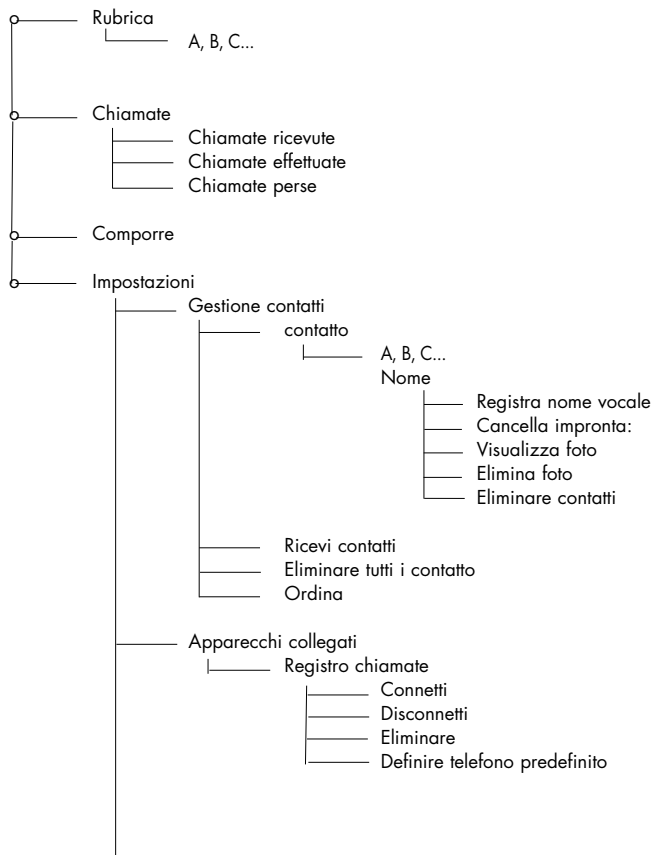 Rubrica
A, B, C...
Chiamate
Chiamate ricevute
Chiamate effettuate
Chiamate perse
Comporre
Impostazioni
Gestione contatti
contatto
A, B, C...
Nome
Registra nome vocale
Cancella impronta:
Visualizza foto
Elimina foto
Eliminare contatti
Ricevi contatti
Eliminare tutti i contatto
Ordina
Apparecchi collegati
Registro chiamate
Connetti
Disconnetti
Eliminare
Definire telefono predefinito